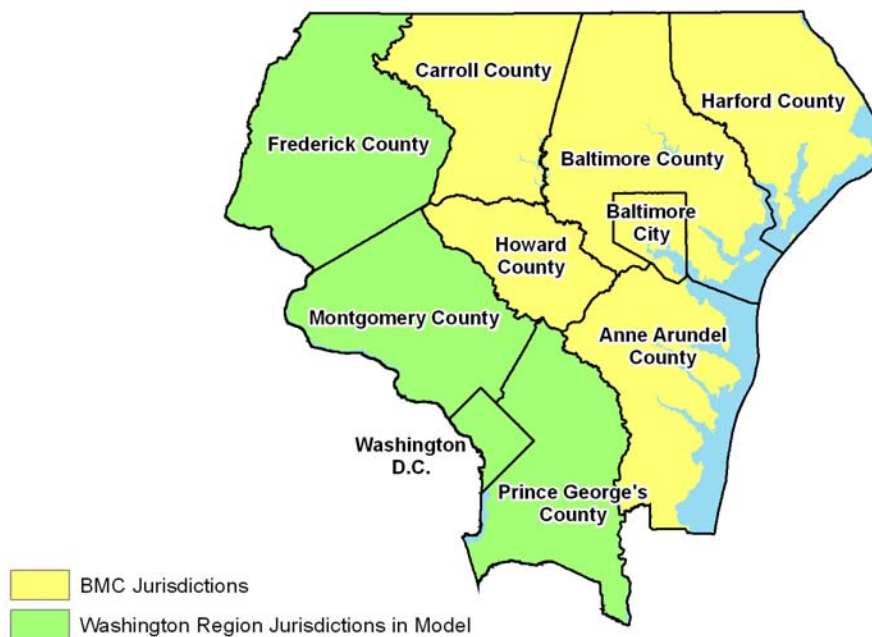 Carroll County
Harford County
Frederick County
Baltimore County
Baltimore
City
Howard
County
Montgomery County
Anne Arundel
County
Washington
D.C.
Prince George's
County
BMC Jurisdictions
Washington Region Jurisdictions in Model